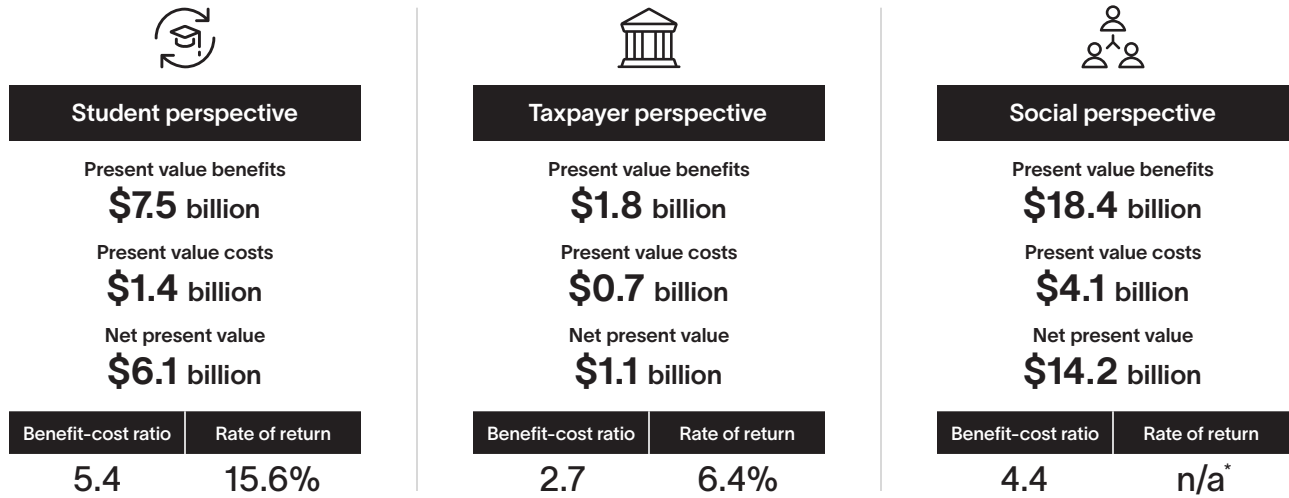 Student perspective
Present value benefits
$7.5 billion
Present value costs
$1.4 billion
Net present value
$6.1 billion
Benefit-cost ratio
Rate of return
5.4
15.6%
Taxpayer perspective
Present value benefits
$1.8 billion
Present value costs
$0.7 billion
Net present value
$1.1 billion
Benefit-cost ratio
Rate of return
2.7
6.4%
Social perspective
Present value benefits
$18.4 billion
Present value costs
$4.1 billion
Net present value
$14.2 billion
Benefit-cost ratio
Rate of return
4.4
n/a*